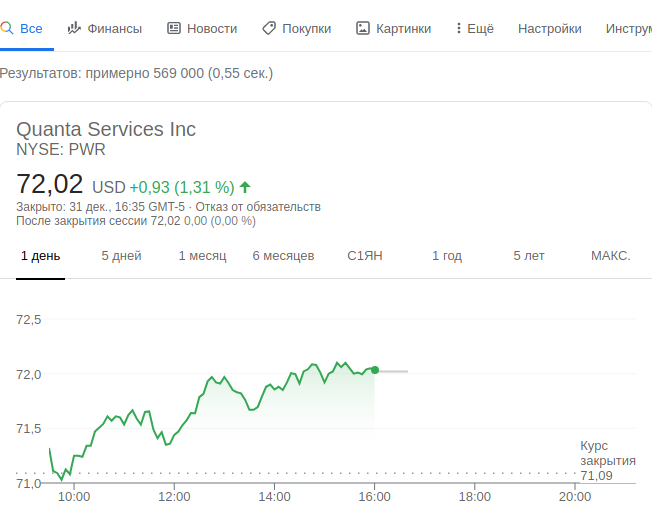 Все Финансы Новости Покупки Картинки Ещё Настройки Инструм
Результатов: примерно 569 000 (0,55 сек.)
Quanta Services Inc
NYSE: PWR
72,02 USD +0,93 (1,31 %)
Закрыто: 31 дек., 16:35 GMT-5 · Отказ от обязательств
После закрытия сессии 72,02 0,00 (0,00 %)
1 день 5 дней 1 месяц 6 месяцев С1ЯН 1 год 5 лет МАКС.
72,5
72,0
71,5
Курс
закрытия
71,09
71,0
10:00 12:00 14:00 16:00 18:00 20:00